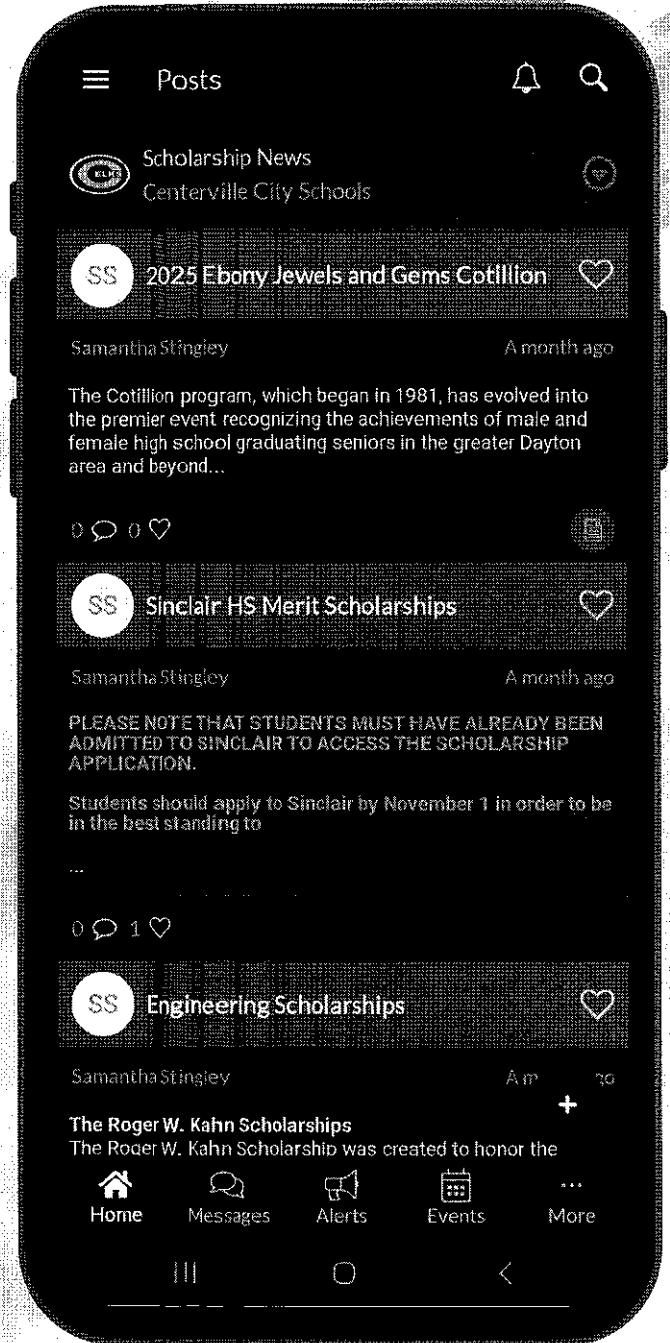 Posts
Scholarship News
ELKS
Centerville City Schools
SS 2025 Ebony Jewels and Gems Cotillion
Samantha Stingley A month ago
The Cotillion program, which began in 1981, has evolved into
the premier event recognizing the achievements of male and
female high school graduating seniors in the greater Dayton
area and beyond...
0 0
SS Sinclair HS Merit Scholarships
Samantha Stingley A month ago
PLEASE NOTE THAT STUDENTS MUST HAVE ALREADY BEEN
ADMITTED TO SINCLAIR TO ACCESS THE SCHOLARSHIP
APPLICATION.
Students should apply to Sinclair by November 1 in order to be
in the best standing to
...
0 1
SS Engineering Scholarships
Samantha Stingley A m go
+
The Roger W. Kahn Scholarships
The Roger W. Kahn Scholarship was created to honor the
Home Messages Alerts Events More